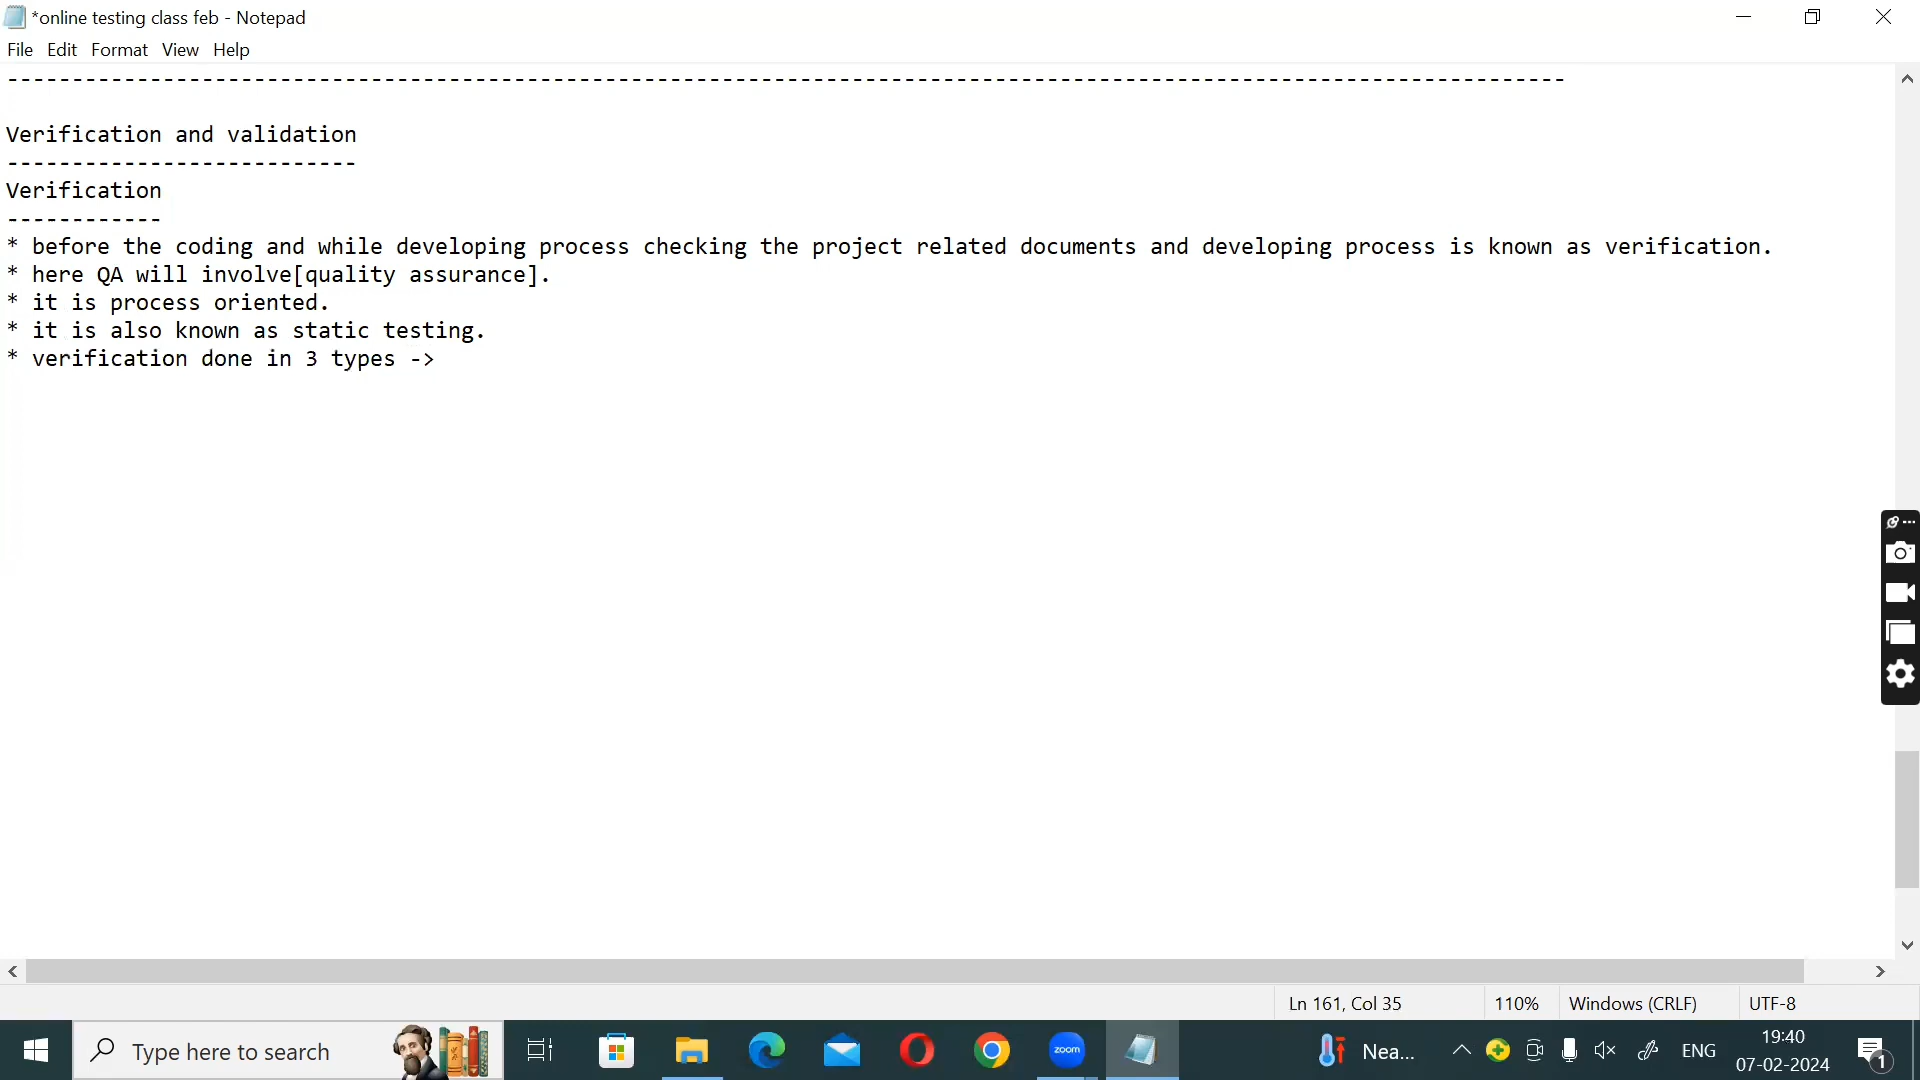 *online testing class feb - Notepad
File Edit Format View Help
------------------------------------------------------------------------------------------------------------------------
Verification and validation
---------------------------
Verification
------------
* before the coding and while developing process checking the project related documents and developing process is known as verification.
* here QA will involve[quality assurance].
* it is process oriented.
* it is also known as static testing.
* verification done in 3 types ->
Ln 161, Col 35 110% Windows (CRLF) UTF-8
Type here to search zoom Nea... ENG 19:40
07-02-2024 1